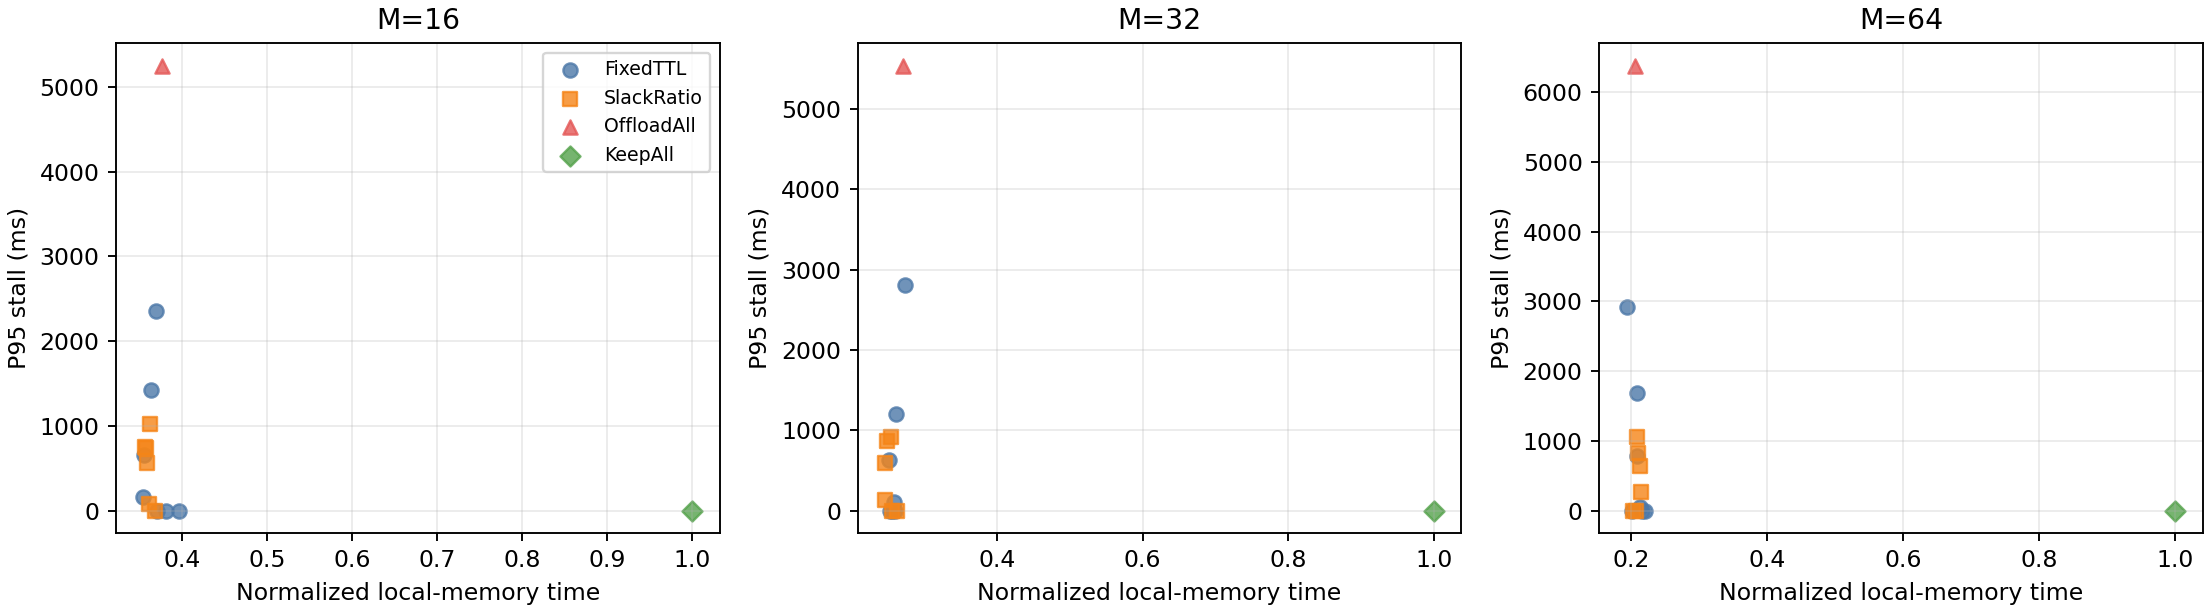 M=16
5000
4000
3000
2000
1000
0
P95 stall (ms)
0.4 0.5 0.6 0.7 0.8 0.9 1.0
Normalized local-memory time
FixedTTL
SlackRatio
OffloadAll
KeepAll
M=32
5000
4000
3000
2000
1000
0
P95 stall (ms)
0.4 0.6 0.8 1.0
Normalized local-memory time
M=64
6000
5000
4000
3000
2000
1000
0
P95 stall (ms)
0.2 0.4 0.6 0.8 1.0
Normalized local-memory time